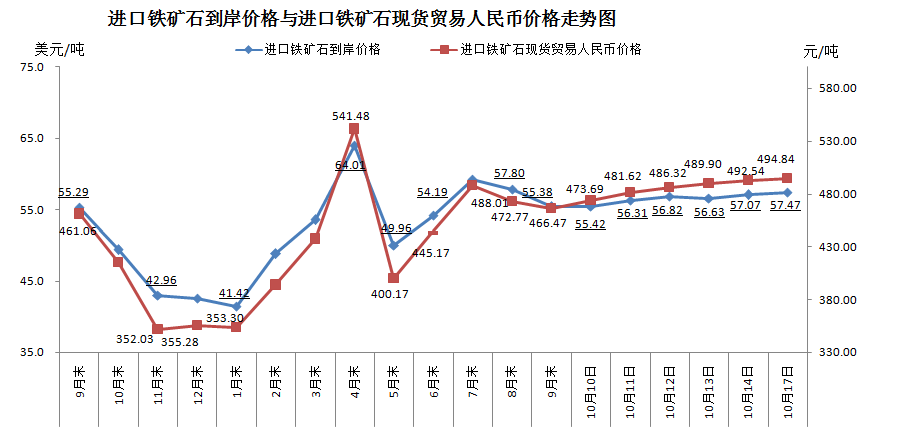 进口铁矿石到岸价格与进口铁矿石现货贸易人民币价格走势图
美元/吨
进口铁矿石到岸价格
进口铁矿石现货贸易人民币价格
元/吨
75.0
65.0
55.0
45.0
35.0
580.00
530.00
480.00
430.00
380.00
330.00
55.29
42.96
41.42
64.01
49.96
54.19
57.80
55.38
55.42
56.31
56.82
56.63
57.07
57.47
461.06
352.03
355.28
353.30
541.48
400.17
445.17
488.01
472.77
466.47
473.69
481.62
486.32
489.90
492.54
494.84
9月末
10月末
11月末
12月末
1月末
2月末
3月末
4月末
5月末
6月末
7月末
8月末
9月末
10月10日
10月11日
10月12日
10月13日
10月14日
10月17日